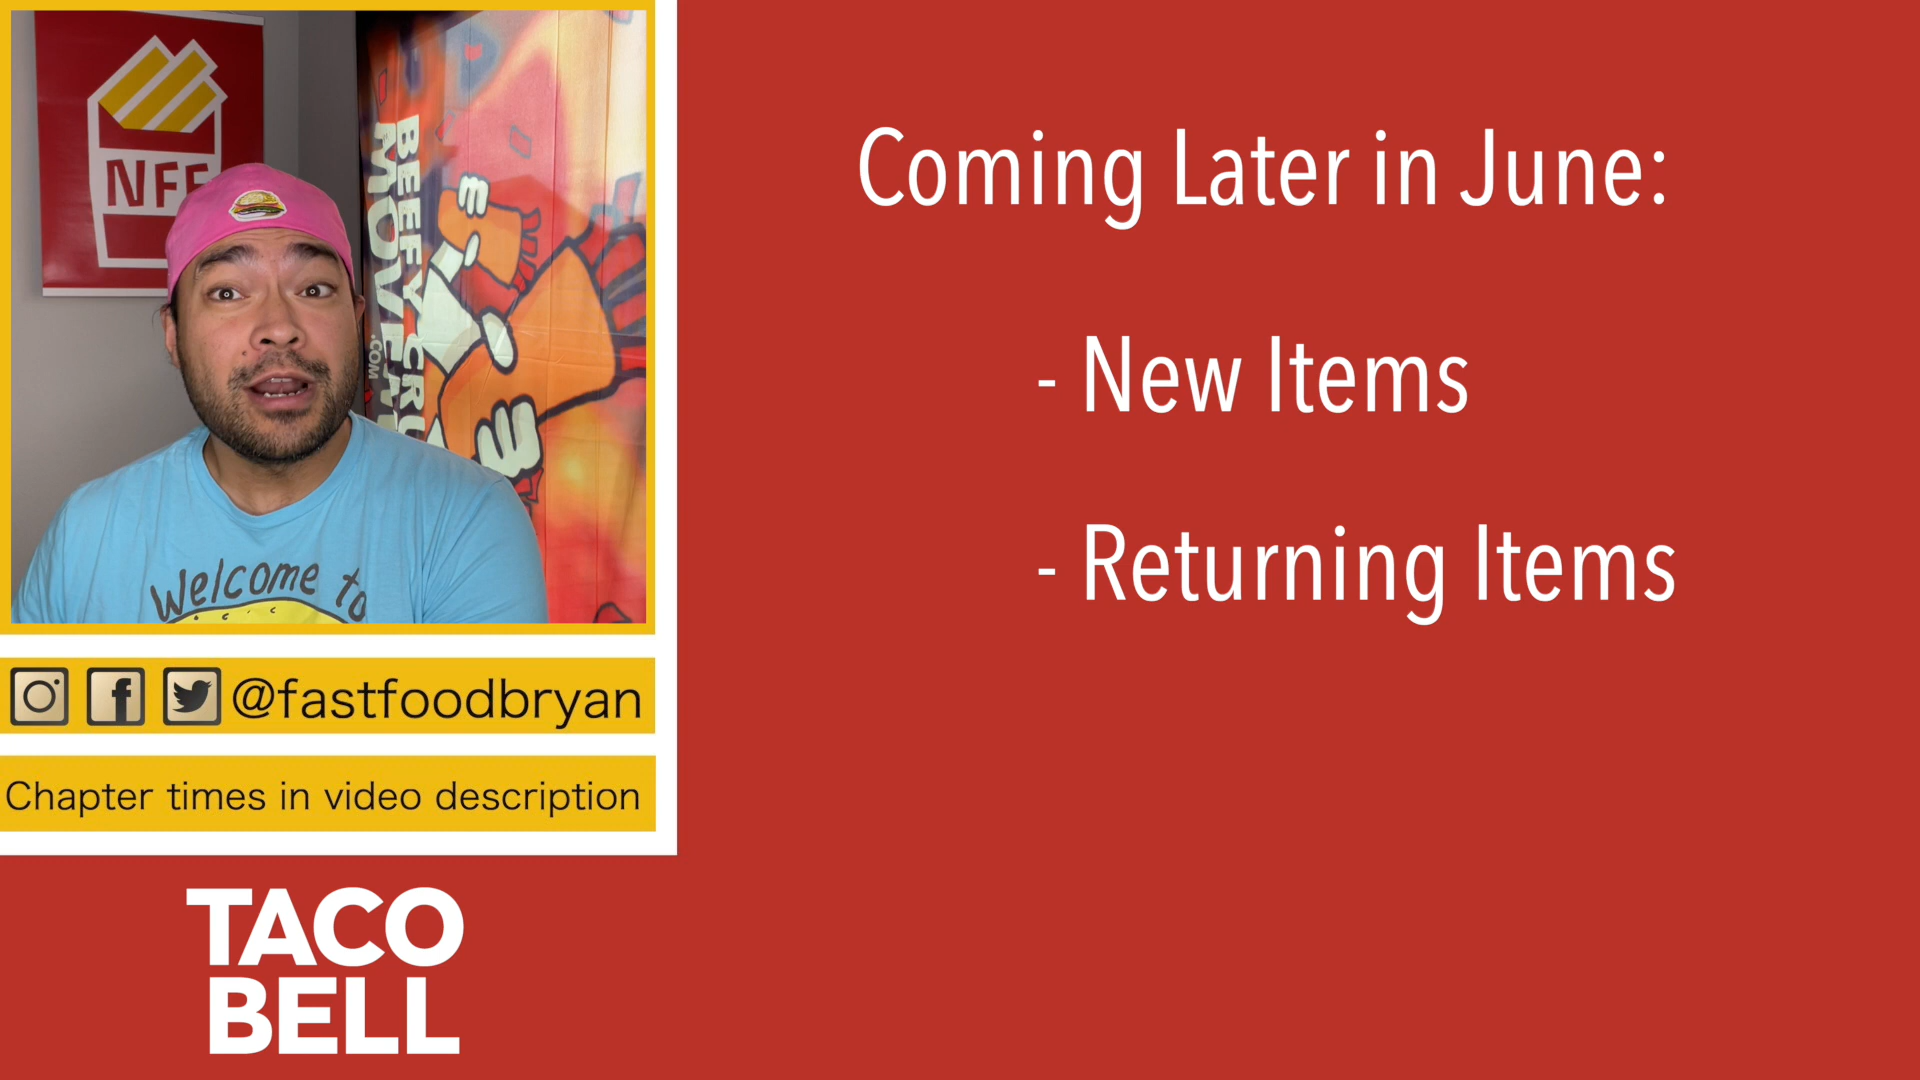 NFF
BEEFY CRU
MOVE
.COM
Welcome to
@fastfoodbryan
Chapter times in video description
TACO
BELL
Coming Later in June:
- New Items
- Returning Items